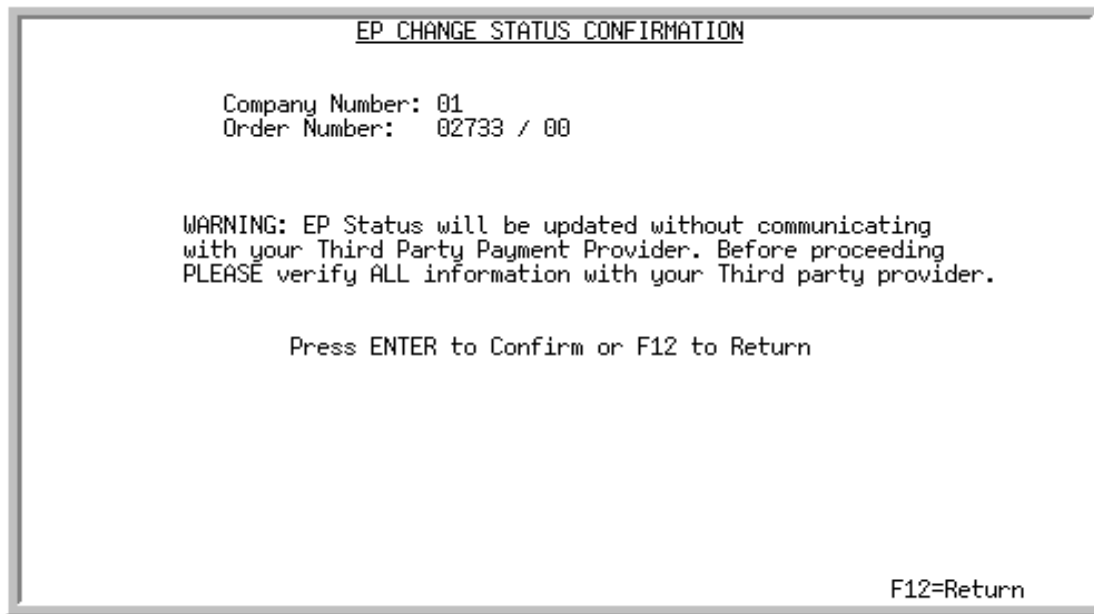 EP CHANGE STATUS CONFIRMATION
Company Number: 01
Order Number: 02733 / 00
WARNING: EP Status will be updated without communicating
with your Third Party Payment Provider. Before proceeding
PLEASE verify ALL information with your Third party provider.
Press ENTER to Confirm or F12 to Return
F12=Return